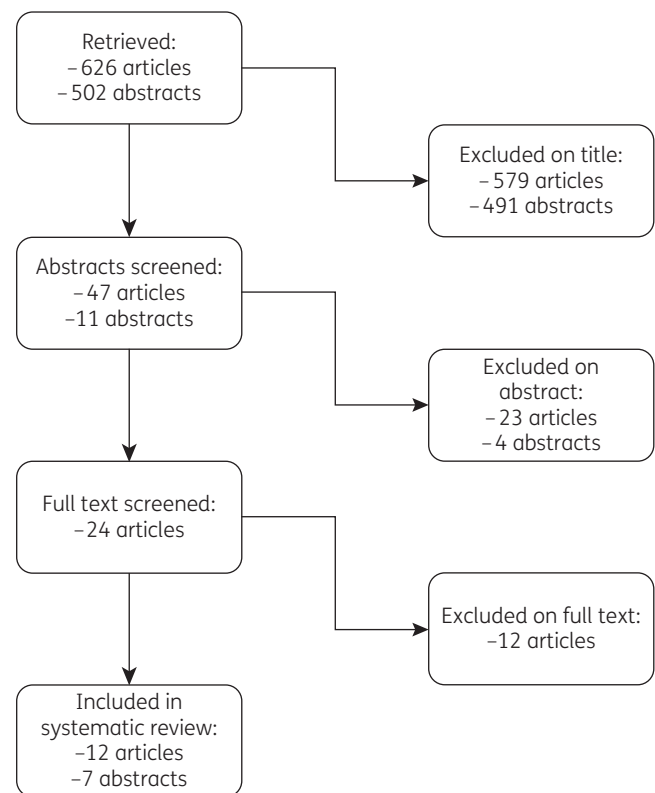 Retrieved:
– 626 articles
– 502 abstracts
Excluded on title:
– 579 articles
– 491 abstracts
Abstracts screened:
– 47 articles
–11 abstracts
Excluded on
abstract:
– 23 articles
– 4 abstracts
Full text screened:
– 24 articles
Excluded on full text:
–12 articles
Included in
systematic review:
–12 articles
–7 abstracts